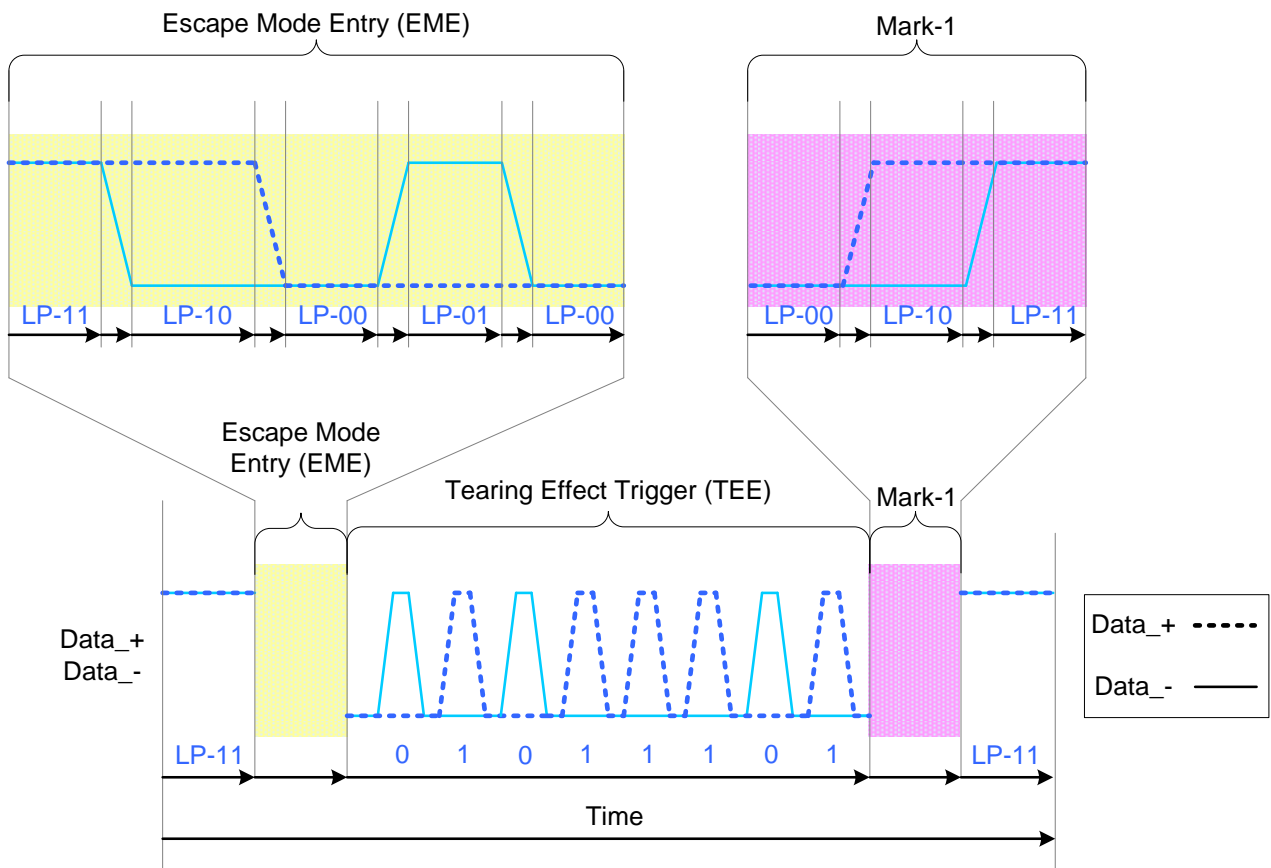 Escape Mode Entry (EME)
Mark-1
LP-11 LP-10 LP-00 LP-01 LP-00
LP-00 LP-10 LP-11
Escape Mode
Entry (EME)
Tearing Effect Trigger (TEE)
Mark-1
Data_+
Data_-
Data_+
Data_-
LP-11 0 1 0 1 1 1 0 1 LP-11
Time